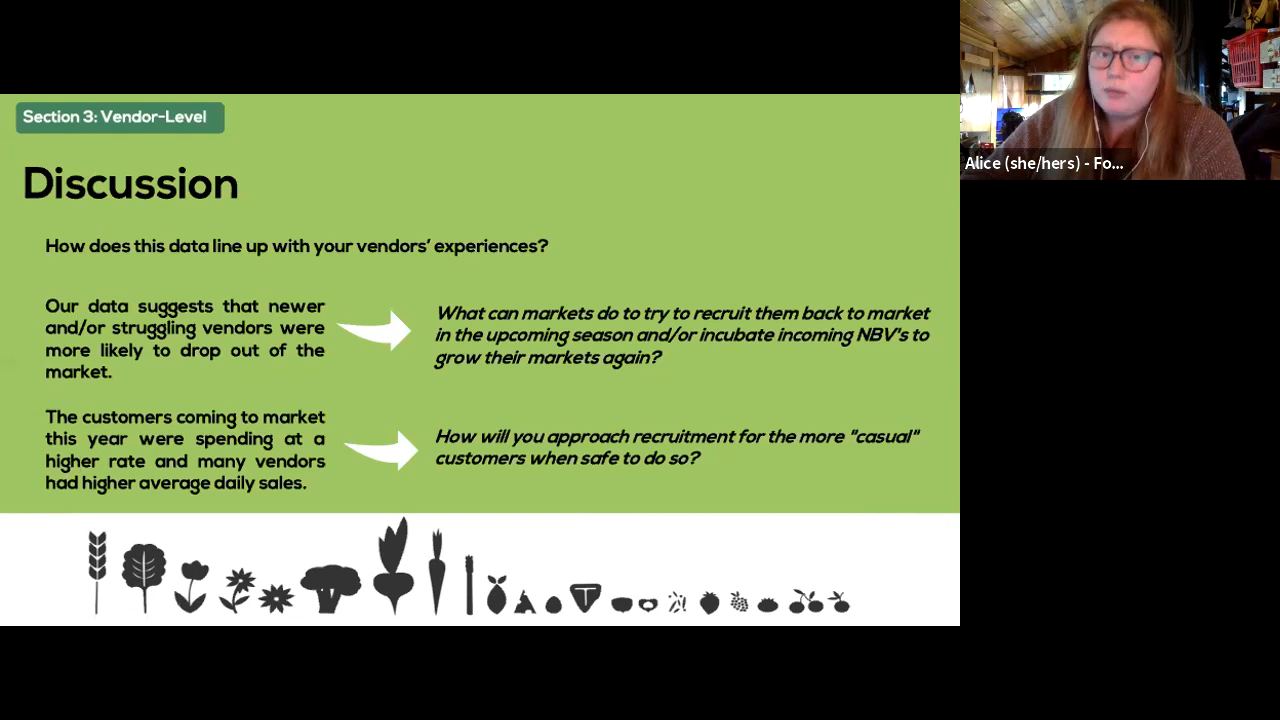 Section 3: Vendor-Level
Discussion
How does this data line up with your vendors' experiences?
Our data suggests that newer
and/or struggling vendors were
more likely to drop out of the
market.
What can markets do to try to recruit them back to market
in the upcoming season and/or incubate incoming NBV's to
grow their markets again?
The customers coming to market
this year were spending at a
higher rate and many vendors
had higher average daily sales.
How will you approach recruitment for the more "casual"
customers when safe to do so?
Alice (she/hers) - Fo...